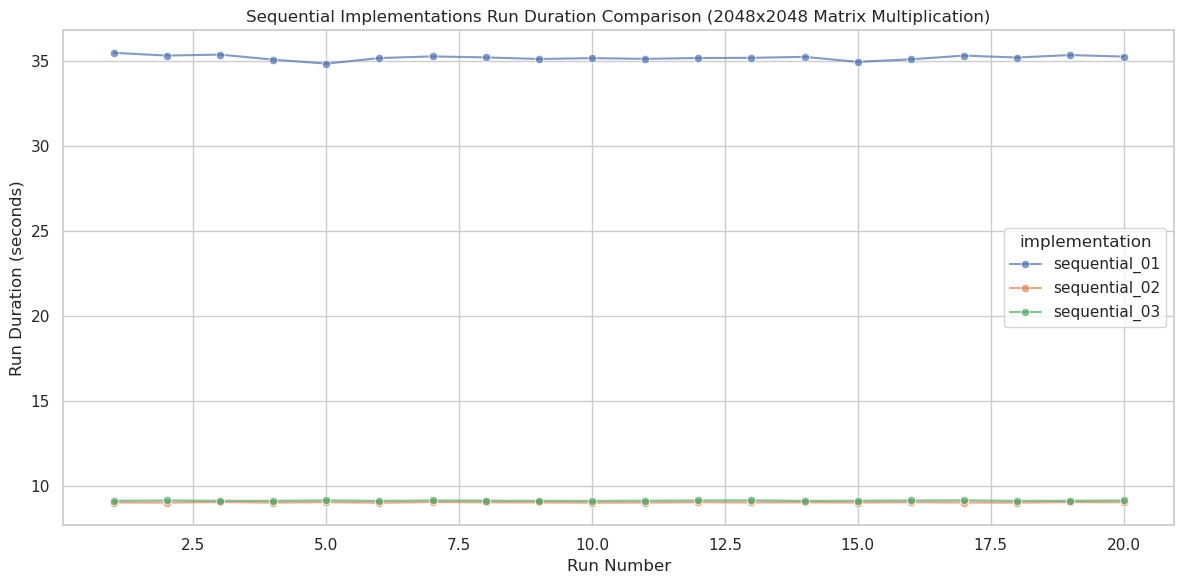 Sequential Implementations Run Duration Comparison (2048x2048 Matrix Multiplication)
Run Duration (seconds)
35
30
25
20
15
10
implementation
sequential_01
sequential_02
sequential_03
2.5 5.0 7.5 10.0 12.5 15.0 17.5 20.0
Run Number